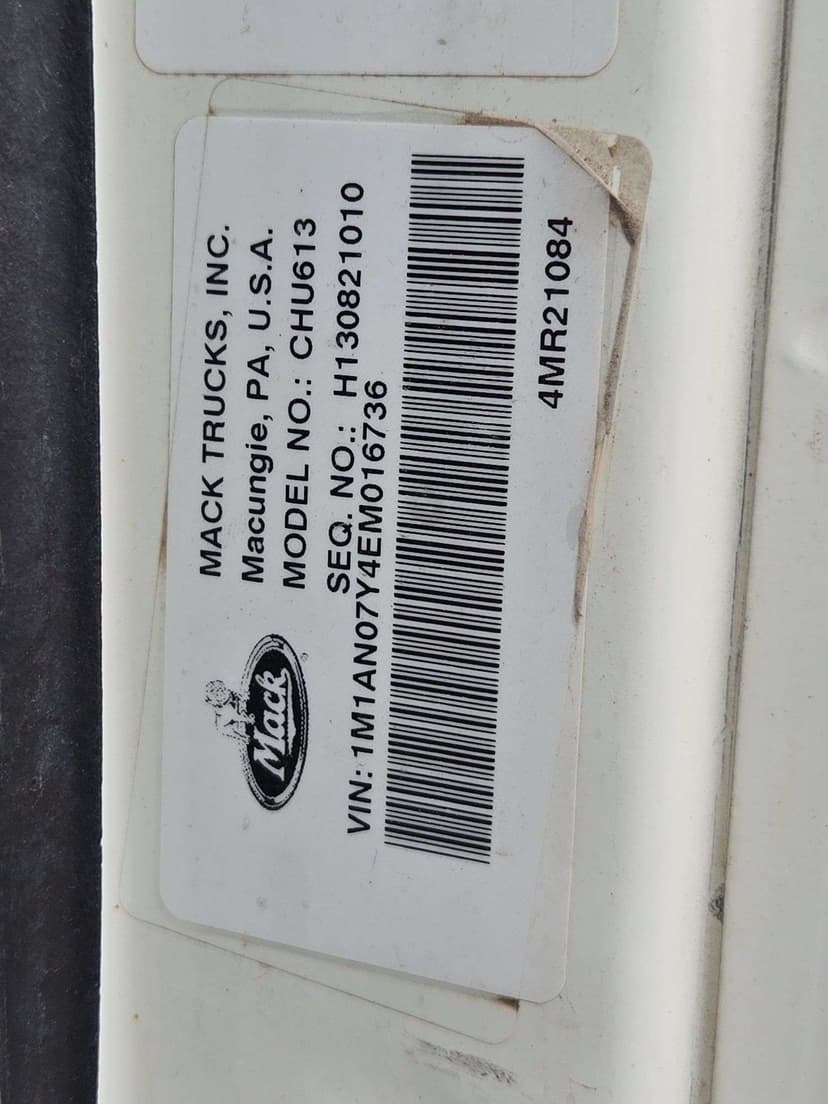 MACK TRUCKS, INC.
Macungie, PA, U.S.A.
MODEL NO.: CHU613
SEQ. NO.: H130821010
Mack
VIN: 1M1AN07Y4EM016736
4MR21084